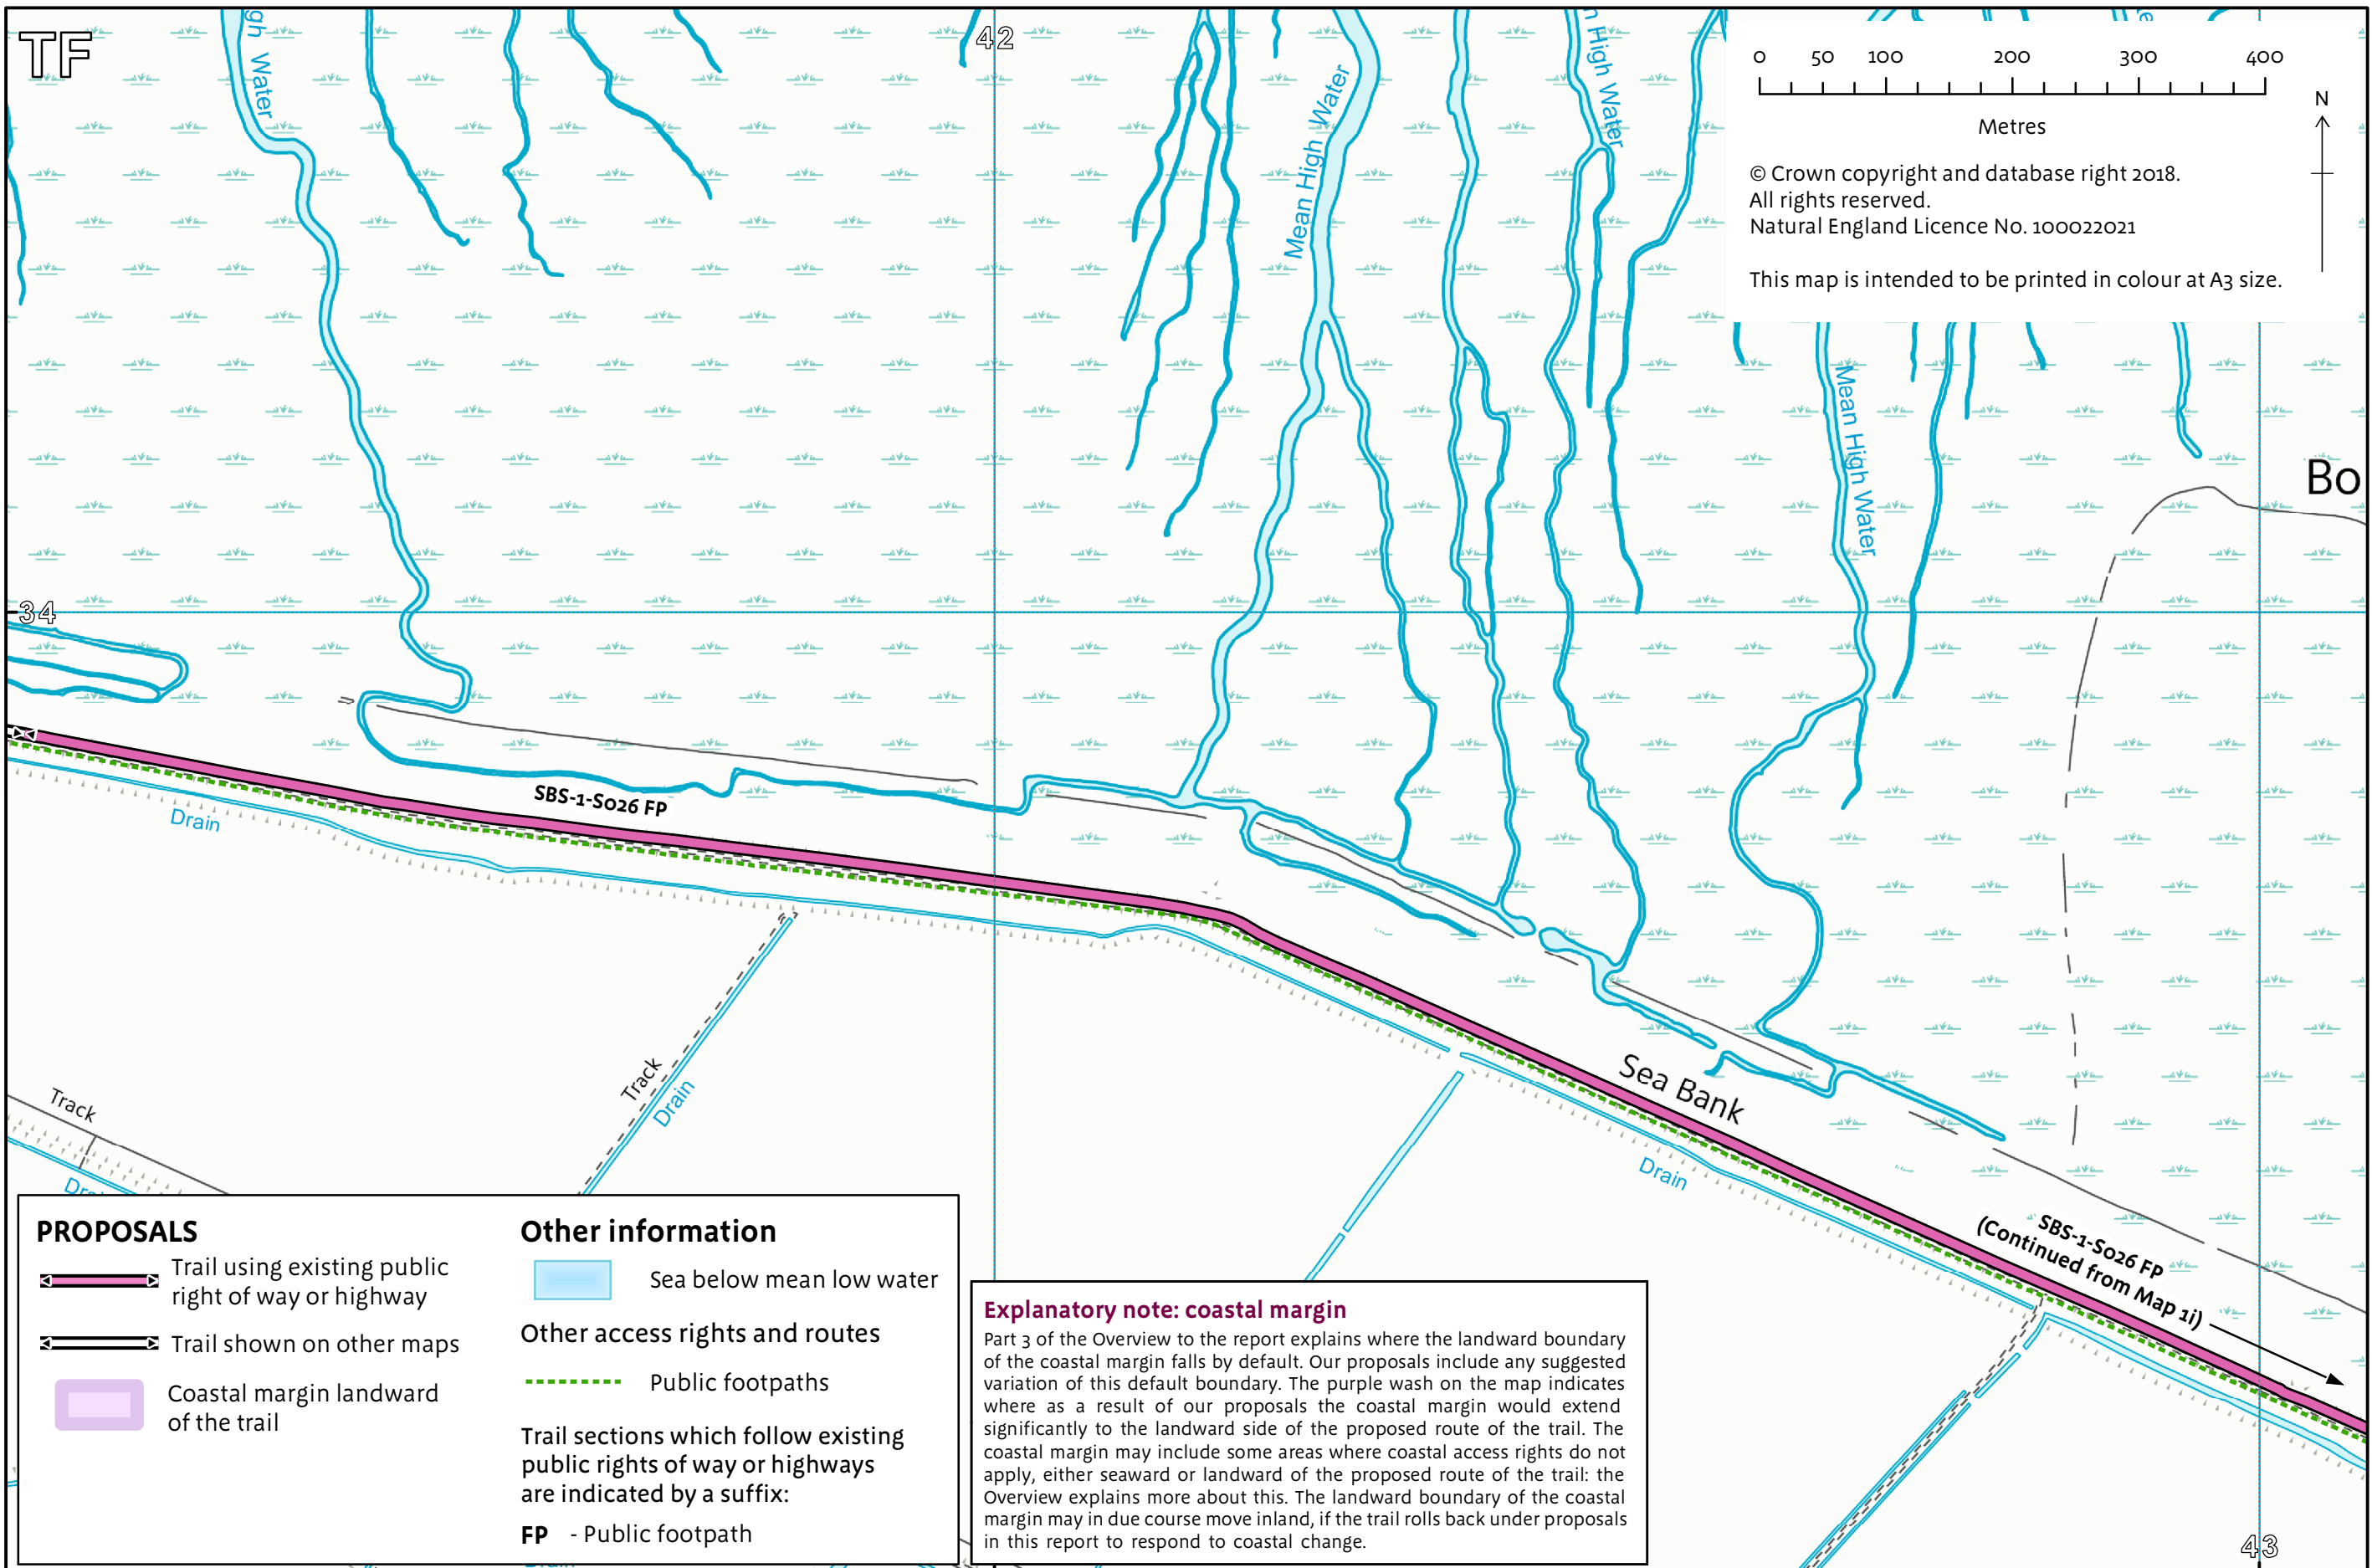 TF
gh Water
42
Mean High Water
n High Water
0 50 100 200 300 400
Metres
N
© Crown copyright and database right 2018.
All rights reserved.
Natural England Licence No. 100022021
This map is intended to be printed in colour at A3 size.
Mean High Water
Bo
34
SBS-1-S026 FP
Drain
Track
Drain
Track
Sea Bank
Drain
SBS-1-S026 FP
(Continued from Map 1i)
43
PROPOSALS
Trail using existing public
right of way or highway
Trail shown on other maps
Coastal margin landward
of the trail
Other information
Sea below mean low water
Other access rights and routes
Public footpaths
Trail sections which follow existing
public rights of way or highways
are indicated by a suffix:
FP - Public footpath
Explanatory note: coastal margin
Part 3 of the Overview to the report explains where the landward boundary
of the coastal margin falls by default. Our proposals include any suggested
variation of this default boundary. The purple wash on the map indicates
where as a result of our proposals the coastal margin would extend
significantly to the landward side of the proposed route of the trail. The
coastal margin may include some areas where coastal access rights do not
apply, either seaward or landward of the proposed route of the trail: the
Overview explains more about this. The landward boundary of the coastal
margin may in due course move inland, if the trail rolls back under proposals
in this report to respond to coastal change.